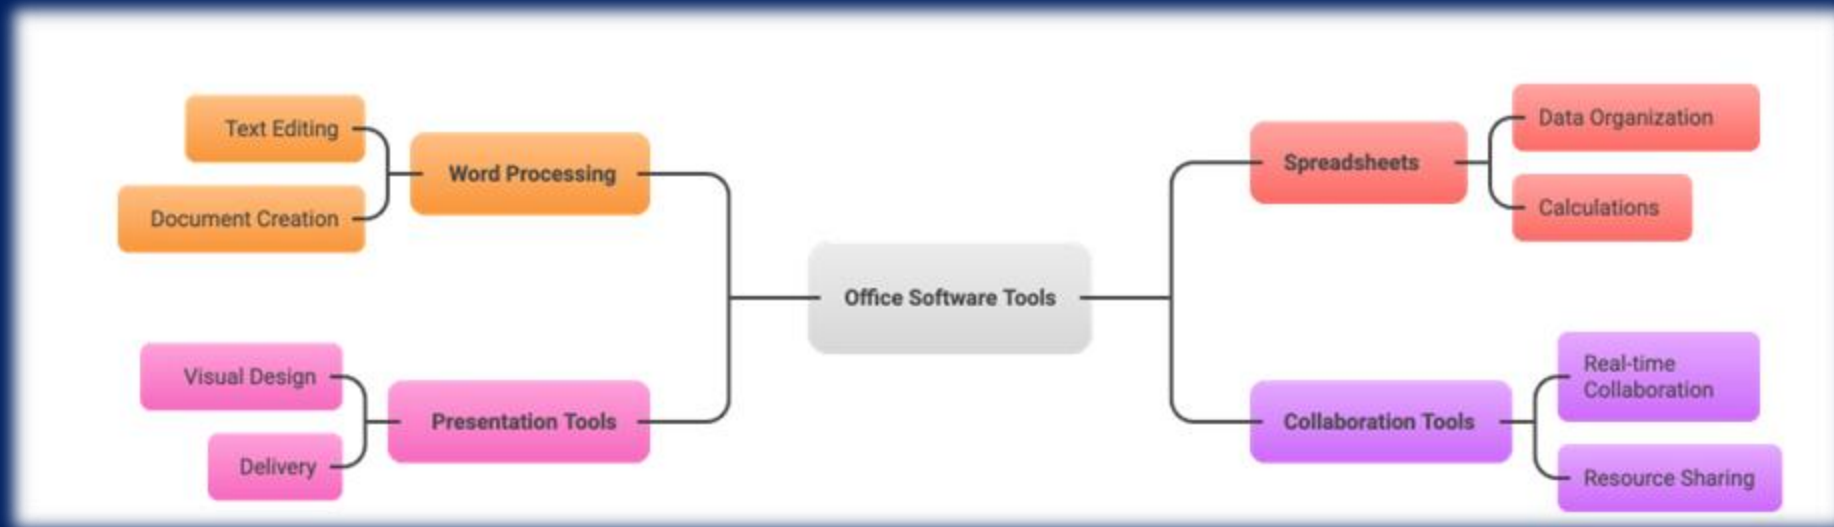 Office Software Tools
Word Processing
Text Editing
Document Creation
Presentation Tools
Visual Design
Delivery
Spreadsheets
Data Organization
Calculations
Collaboration Tools
Real-time
Collaboration
Resource Sharing